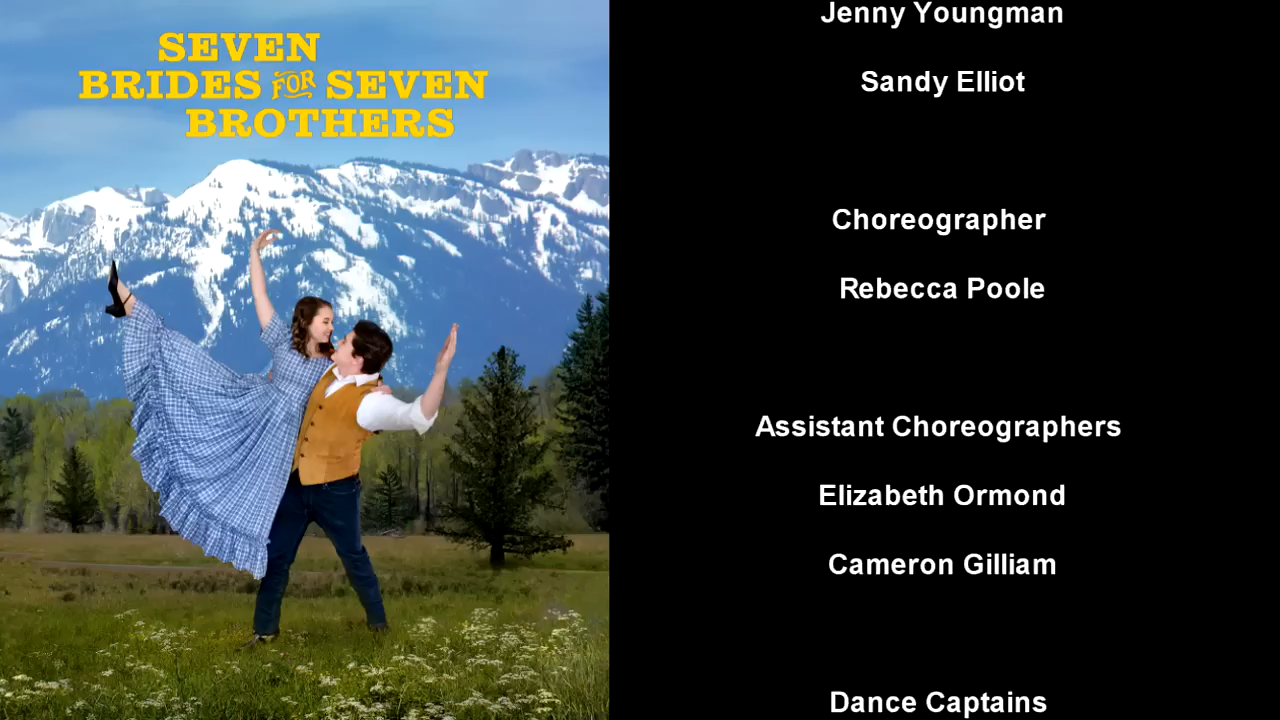 SEVEN
BRIDES FOR SEVEN
BROTHERS
Jenny Youngman
Sandy Elliot
Choreographer
Rebecca Poole
Assistant Choreographers
Elizabeth Ormond
Cameron Gilliam
Dance Captains